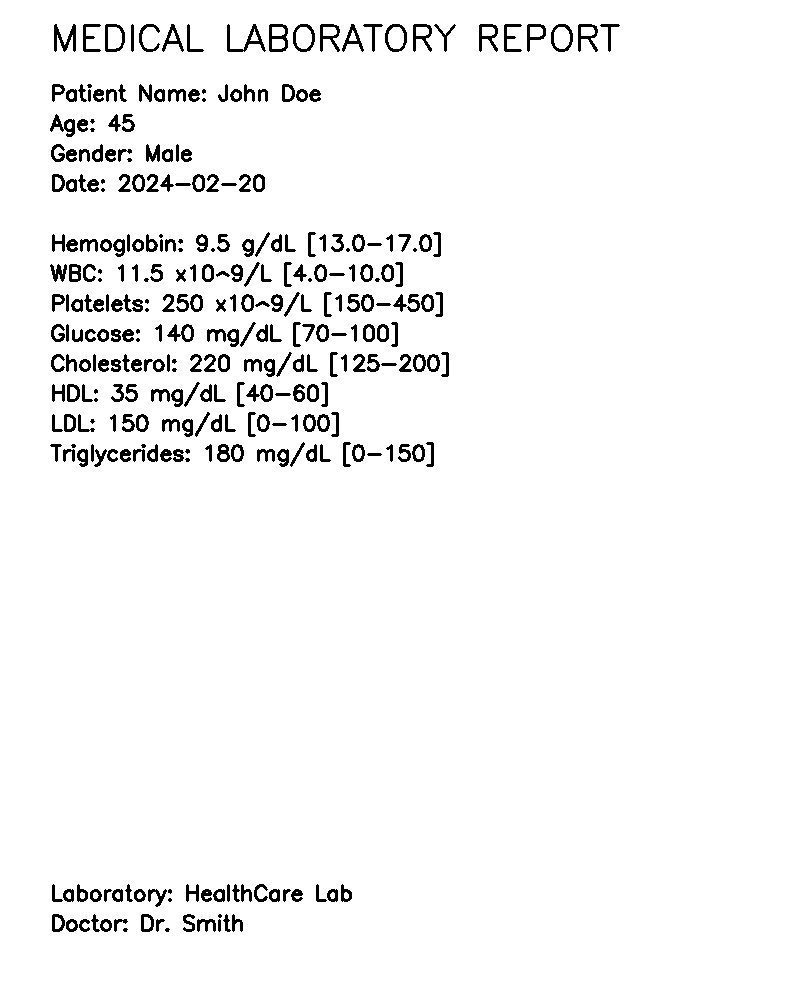 MEDICAL LABORATORY REPORT
Patient Name: John Doe
Age: 45
Gender: Male
Date: 2024-02-20
Hemoglobin: 9.5 g/dL [13.0-17.0]
WBC: 11.5 x10^9/L [4.0-10.0]
Platelets: 250 x10^9/L [150-450]
Glucose: 140 mg/dL [70-100]
Cholesterol: 220 mg/dL [125-200]
HDL: 35 mg/dL [40-60]
LDL: 150 mg/dL [0-100]
Triglycerides: 180 mg/dL [0-150]
Laboratory: HealthCare Lab
Doctor: Dr. Smith